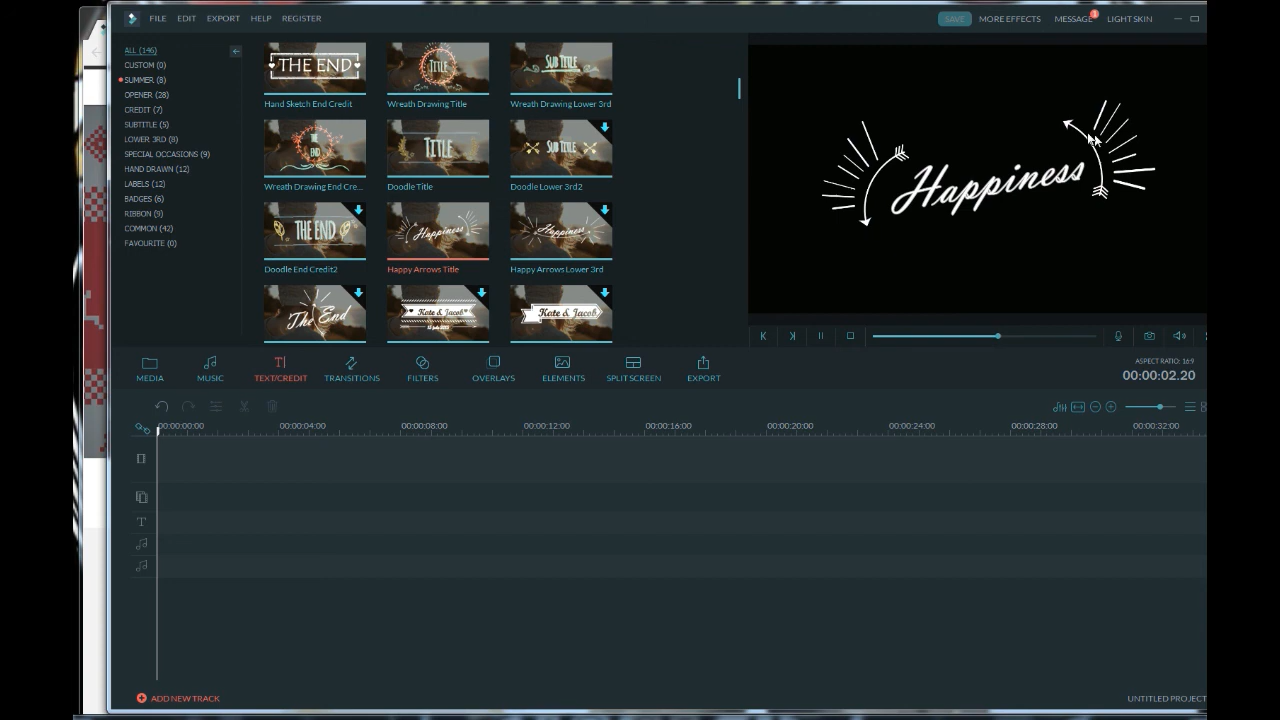 FILE EDIT EXPORT HELP REGISTER SAVE MORE EFFECTS MESSAGE 1 LIGHT SKIN
ALL (146)
CUSTOM (0)
SUMMER (8)
OPENER (28)
CREDIT (7)
SUBTITLE (5)
LOWER 3RD (8)
SPECIAL OCCASIONS (9)
HAND DRAWN (12)
LABELS (12)
BADGES (6)
RIBBON (9)
COMMON (42)
FAVOURITE (0)
THE END TITLE SUB TITLE
Hand Sketch End Credit Wreath Drawing Title Wreath Drawing Lower 3rd
THE END TITLE SUB TITLE
Wreath Drawing End Cre... Doodle Title Doodle Lower 3rd2
THE END Happiness Happiness
Doodle End Credit2 Happy Arrows Title Happy Arrows Lower 3rd
The End Kate & Jacob Kate & Jacob
Happiness
MEDIA MUSIC TEXT/CREDIT TRANSITIONS FILTERS OVERLAYS ELEMENTS SPLIT SCREEN EXPORT
ASPECT RATIO: 16:9
00:00:02.20
00:00:00:00 00:00:04:00 00:00:08:00 00:00:12:00 00:00:16:00 00:00:20:00 00:00:24:00 00:00:28:00 00:00:32:00
T
ADD NEW TRACK UNTITLED PROJECT